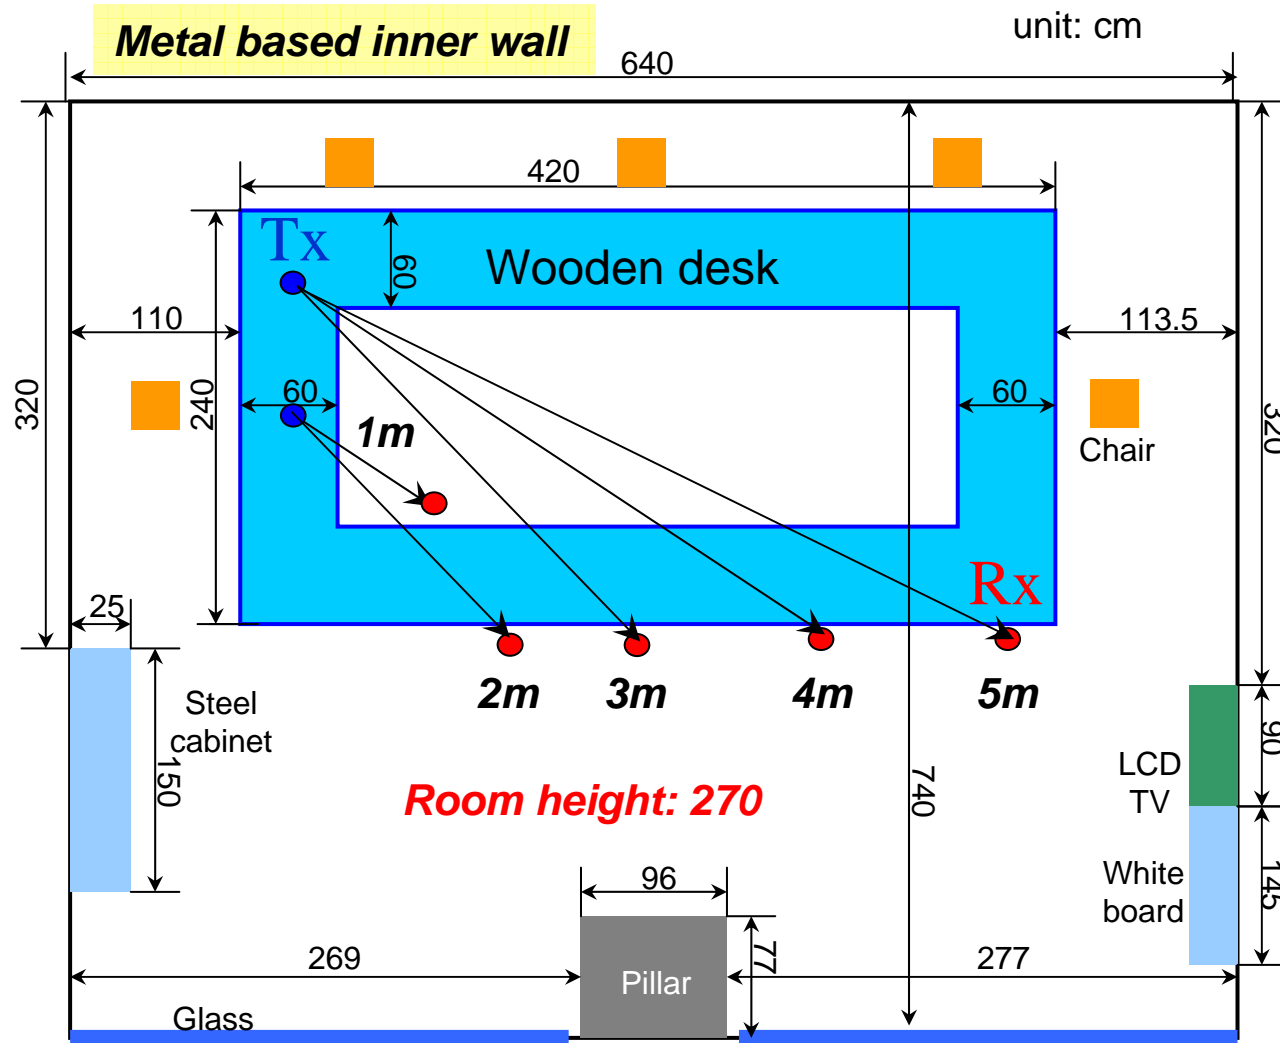 Metal based inner wall
unit: cm
640
420
Tx
60
Wooden desk
110
113.5
320
240
60
60
320
1m
Chair
Rx
25
2m
3m
4m
5m
Steel
cabinet
150
LCD
TV
90
Room height: 270
740
White
board
145
96
77
269
277
Pillar
Glass